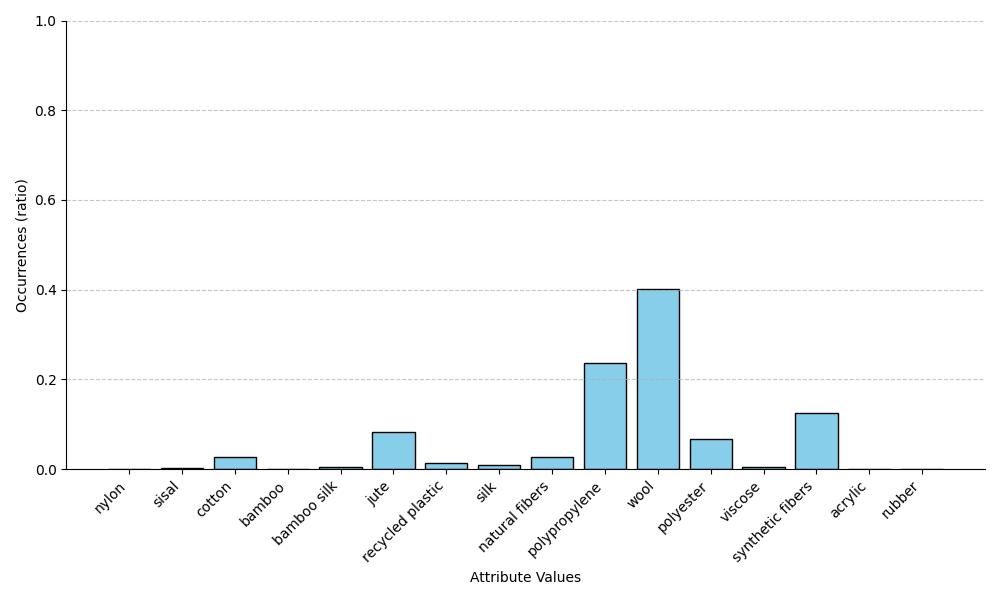 1.0
0.8
0.6
0.4
0.2
0.0
Occurrences (ratio)
nylon
sisal
cotton
bamboo
bamboo silk
jute
recycled plastic
silk
natural fibers
polypropylene
wool
polyester
viscose
synthetic fibers
acrylic
rubber
Attribute Values